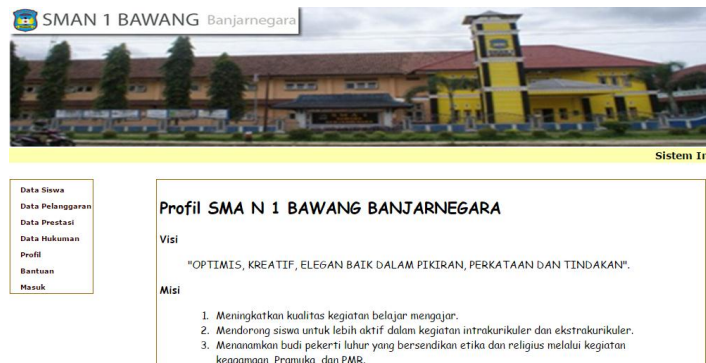 SMAN 1 BAWANG Banjarnegara
Sistem In
Data Siswa
Data Pelanggaran
Data Prestasi
Data Hukuman
Profil
Bantuan
Masuk
Profil SMA N 1 BAWANG BANJARNEGARA
Visi
"OPTIMIS, KREATIF, ELEGAN BAIK DALAM PIKIRAN, PERKATAAN DAN TINDAKAN".
Misi
1. Meningkatkan kualitas kegiatan belajar mengajar.
2. Mendorong siswa untuk lebih aktif dalam kegiatan intrakurikuler dan ekstrakurikuler.
3. Menanamkan budi pekerti luhur yang bersendikan etika dan religius melalui kegiatan
keagamaan, Pramuka, dan PMR.